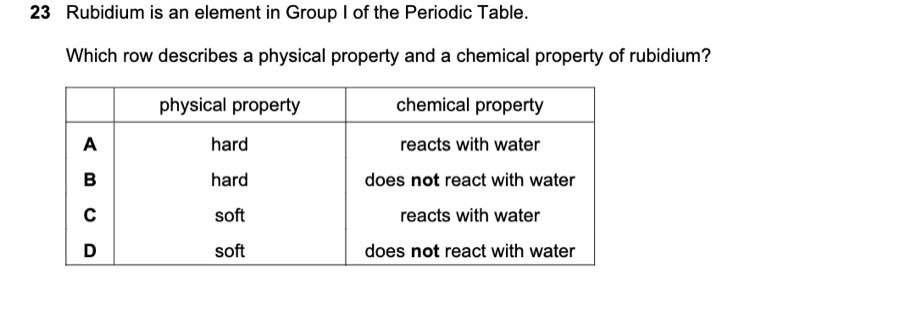 23 Rubidium is an element in Group I of the Periodic Table.
Which row describes a physical property and a chemical property of rubidium?
physical property chemical property
A hard reacts with water
B hard does not react with water
C soft reacts with water
D soft does not react with water